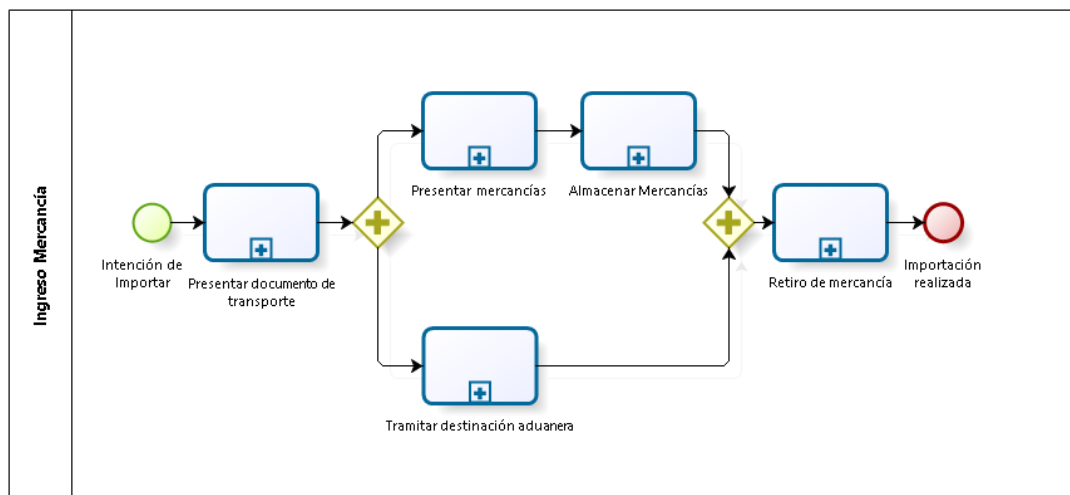 Ingreso Mercancía
Intención de
Importar
Presentar documento de
transporte
Presentar mercancías
Almacenar Mercancías
Tramitar destinación aduanera
Retiro de mercancía
Importación
realizada